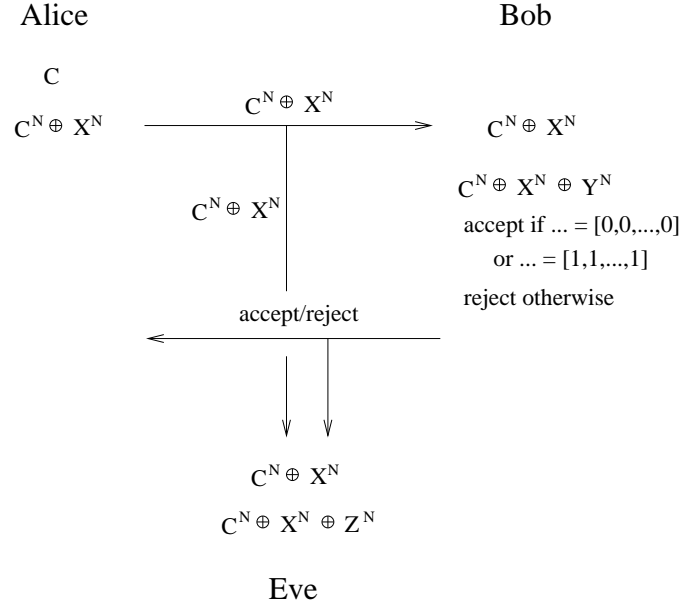 Alice
Bob
C
C^N ⊕ X^N
C^N ⊕ X^N
C^N ⊕ X^N
C^N ⊕ X^N
C^N ⊕ X^N ⊕ Y^N
accept if ... = [0,0,...,0]
or ... = [1,1,...,1]
reject otherwise
accept/reject
C^N ⊕ X^N
C^N ⊕ X^N ⊕ Z^N
Eve